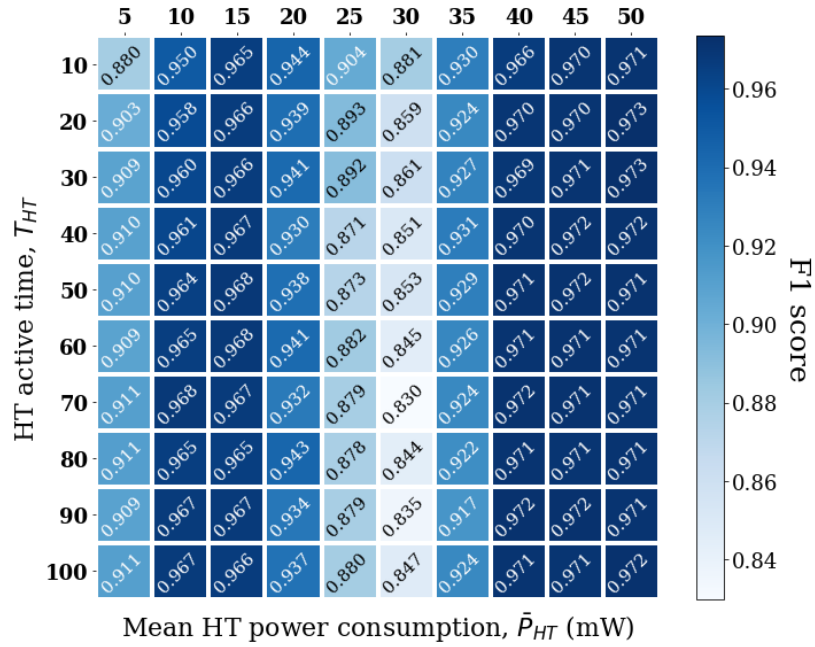 5 10 15 20 25 30 35 40 45 50
10 0.880 0.950 0.965 0.944 0.904 0.881 0.930 0.966 0.970 0.971
20 0.903 0.958 0.966 0.939 0.893 0.859 0.924 0.970 0.970 0.973
30 0.909 0.960 0.966 0.941 0.892 0.861 0.927 0.969 0.971 0.973
40 0.910 0.961 0.967 0.930 0.871 0.851 0.931 0.970 0.972 0.972
50 0.910 0.964 0.968 0.938 0.873 0.853 0.929 0.971 0.972 0.971
60 0.909 0.965 0.968 0.941 0.882 0.845 0.926 0.971 0.971 0.971
70 0.911 0.968 0.967 0.932 0.879 0.830 0.924 0.972 0.971 0.971
80 0.911 0.965 0.965 0.943 0.878 0.844 0.922 0.971 0.971 0.971
90 0.909 0.967 0.967 0.934 0.879 0.835 0.917 0.972 0.972 0.971
100 0.911 0.967 0.966 0.937 0.880 0.847 0.924 0.971 0.971 0.972
HT active time, T_HT
Mean HT power consumption, P̄_HT (mW)
0.96
0.94
0.92
0.90
0.88
0.86
0.84
F1 score